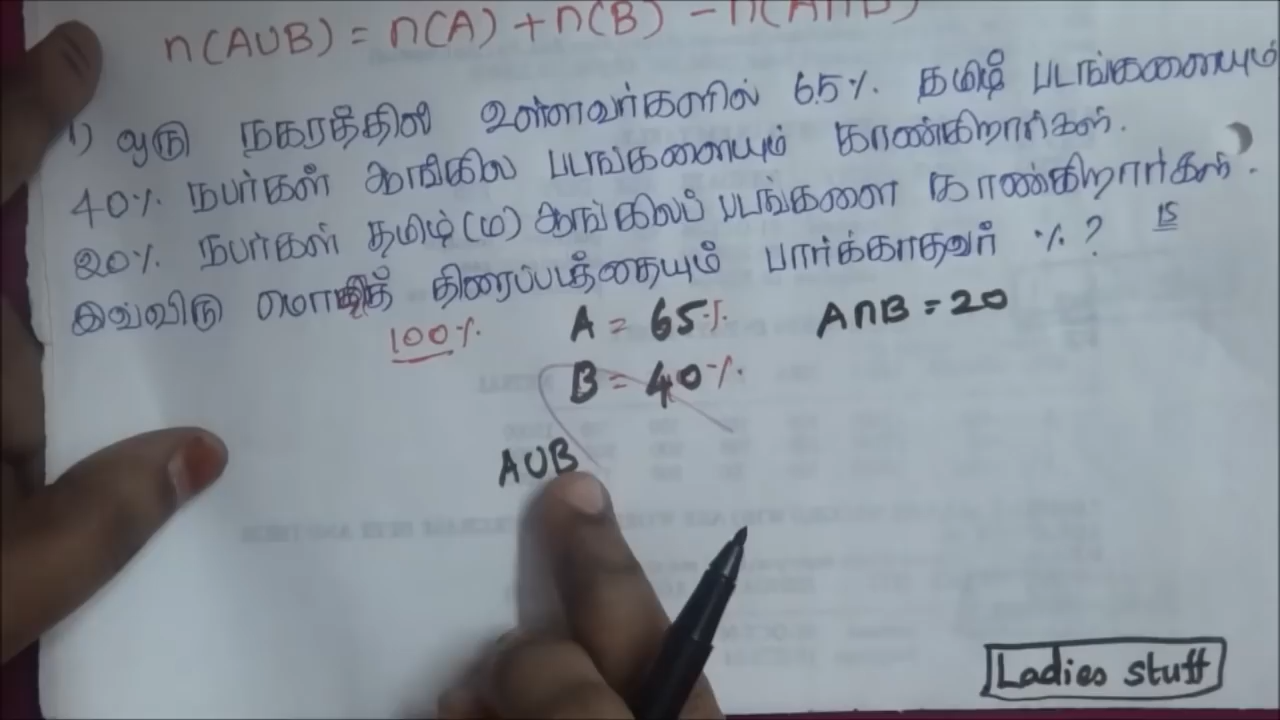 n(AUB) = n(A) + n(B) - n(A∩B)
1) ஒரு நகரத்தில் உள்ளவர்களில் 65% தமிழ் படங்களையும்
40% நபர்கள் ஆங்கில படங்களையும் காண்கிறார்கள்.
20% நபர்கள் தமிழ் (ம) ஆங்கிலப் படங்களை காண்கிறார்கள்.
இவ்விரு மொழித் திரைப்படத்தையும் பார்க்காதவர் % ? 15
100% A = 65% A∩B = 20
B = 40%
AUB
Ladies stuff